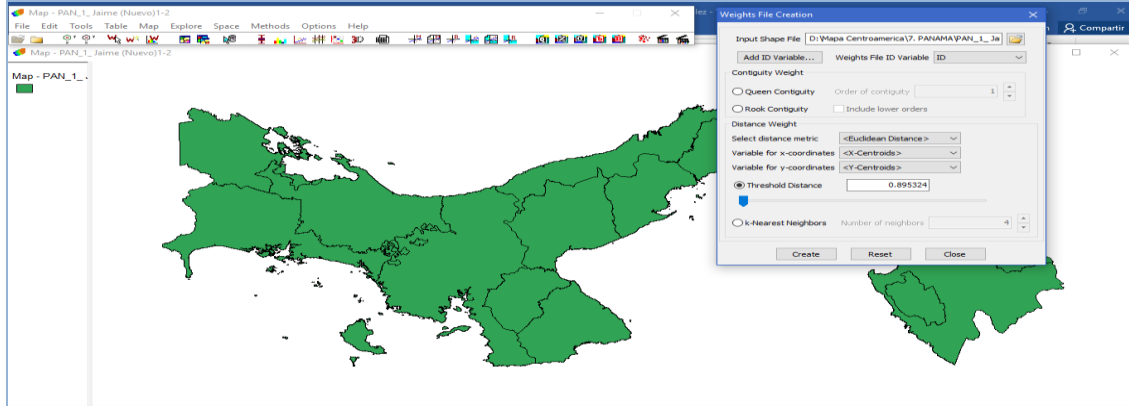 Map - PAN_1_ Jaime (Nuevo)1-2
File Edit Tools Table Map Explore Space Methods Options Help
Map - PAN_1_ Jaime (Nuevo)1-2
Map - PAN_1_
Compartir
Weights File Creation
Input Shape File D:\Mapa Centroamerica\7. PANAMA\PAN_1_ Ja
Add ID Variable... Weights File ID Variable ID
Contiguity Weight
Queen Contiguity Order of contiguity 1
Rook Contiguity Include lower orders
Distance Weight
Select distance metric <Euclidean Distance>
Variable for x-coordinates <X-Centroids>
Variable for y-coordinates <Y-Centroids>
Threshold Distance 0.895324
k-Nearest Neighbors Number of neighbors 4
Create Reset Close